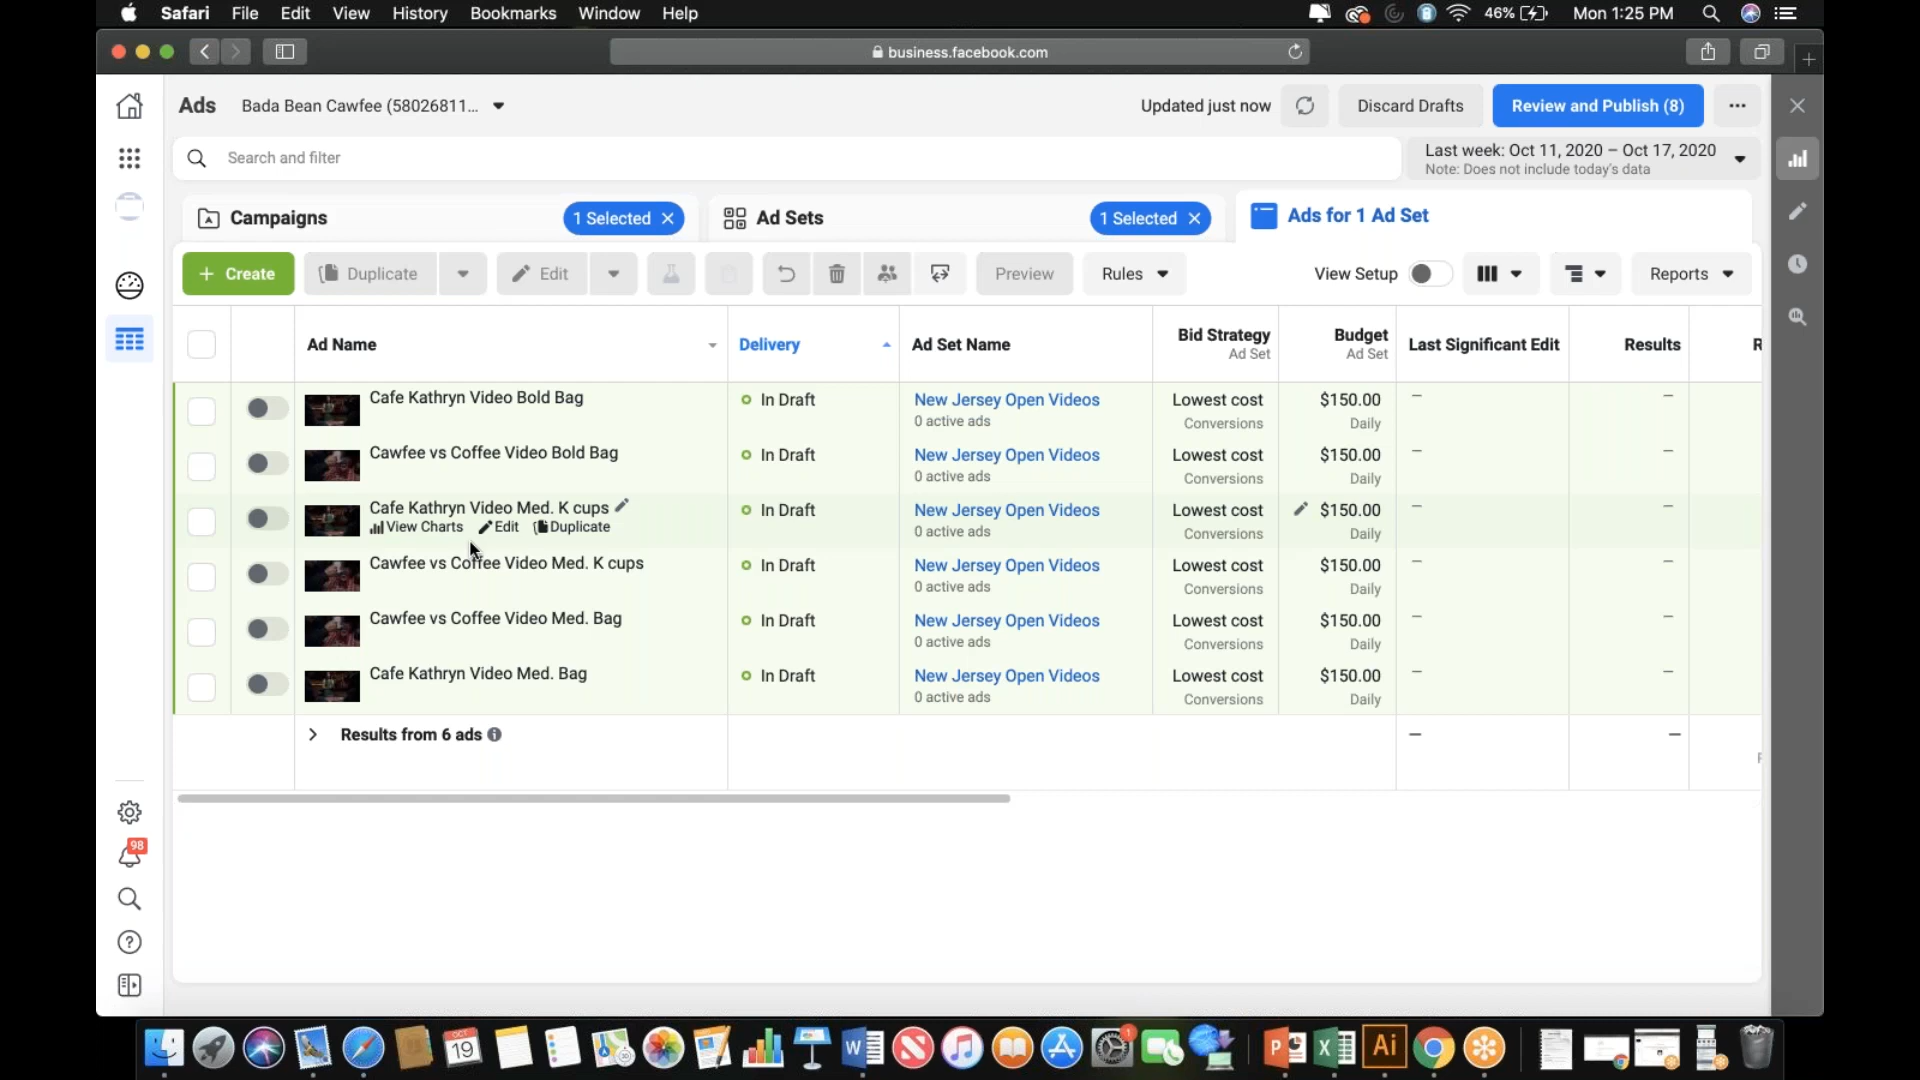 Safari File Edit View History Bookmarks Window Help 46% Mon 1:25 PM
business.facebook.com
Ads Bada Bean Cawfee (58026811... Updated just now Discard Drafts Review and Publish (8)
Search and filter
Last week: Oct 11, 2020 – Oct 17, 2020
Note: Does not include today's data
Campaigns 1 Selected Ad Sets 1 Selected Ads for 1 Ad Set
+ Create Duplicate Edit Preview Rules View Setup Reports
Ad Name Delivery Ad Set Name Bid Strategy Budget Last Significant Edit Results R
Ad Set Ad Set
Cafe Kathryn Video Bold Bag In Draft New Jersey Open Videos Lowest cost $150.00 – –
0 active ads Conversions Daily
Cawfee vs Coffee Video Bold Bag In Draft New Jersey Open Videos Lowest cost $150.00 – –
0 active ads Conversions Daily
Cafe Kathryn Video Med. K cups In Draft New Jersey Open Videos Lowest cost $150.00 – –
View Charts Edit Duplicate 0 active ads Conversions Daily
Cawfee vs Coffee Video Med. K cups In Draft New Jersey Open Videos Lowest cost $150.00 – –
0 active ads Conversions Daily
Cawfee vs Coffee Video Med. Bag In Draft New Jersey Open Videos Lowest cost $150.00 – –
0 active ads Conversions Daily
Cafe Kathryn Video Med. Bag In Draft New Jersey Open Videos Lowest cost $150.00 – –
0 active ads Conversions Daily
Results from 6 ads – –
98
OCT
19
30
W
P
X
Ai
1